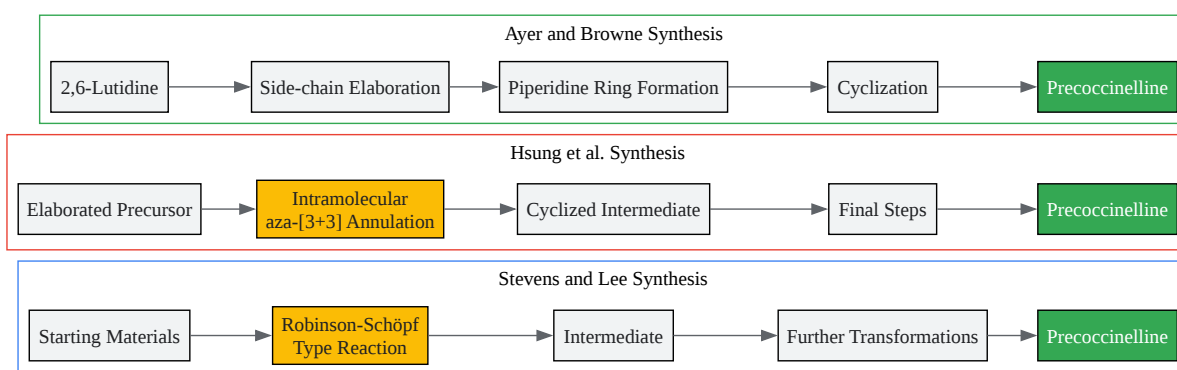 Ayer and Browne Synthesis
2,6-Lutidine
Side-chain Elaboration
Piperidine Ring Formation
Cyclization
Precoccinelline
Hsung et al. Synthesis
Elaborated Precursor
Intramolecular
aza-[3+3] Annulation
Cyclized Intermediate
Final Steps
Precoccinelline
Stevens and Lee Synthesis
Starting Materials
Robinson-Schöpf
Type Reaction
Intermediate
Further Transformations
Precoccinelline